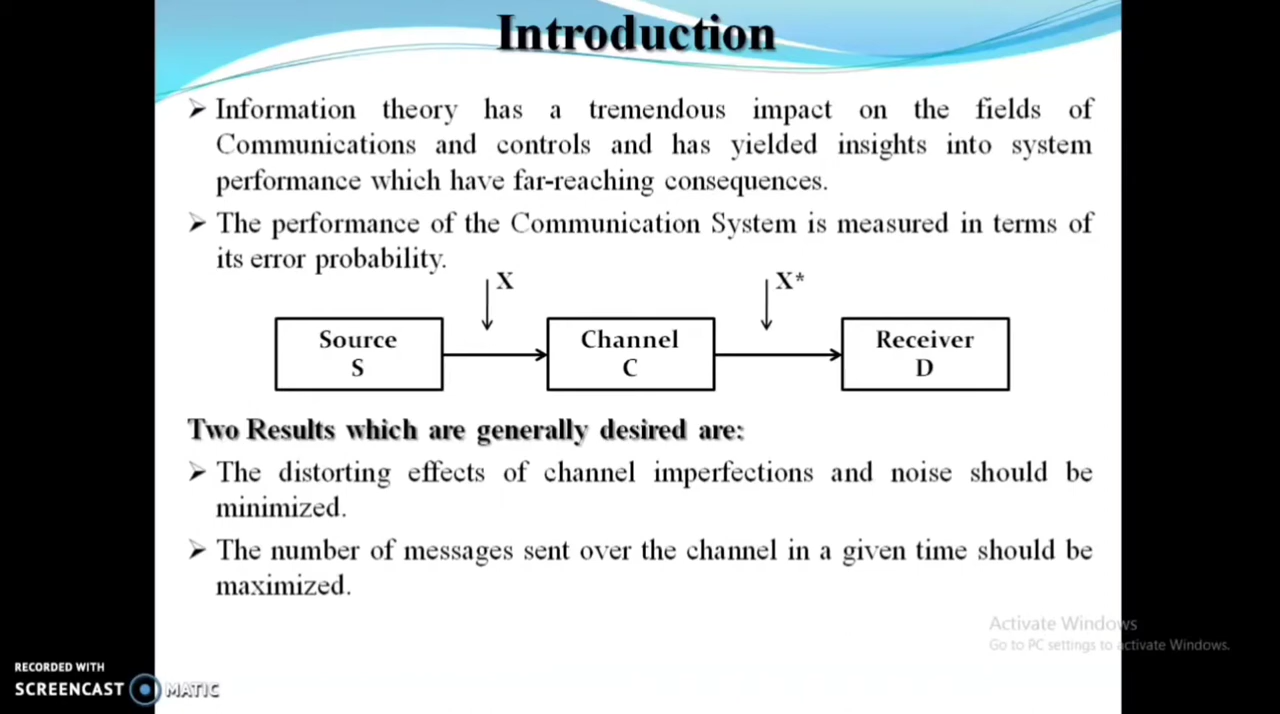 Introduction
➢ Information theory has a tremendous impact on the fields of
Communications and controls and has yielded insights into system
performance which have far-reaching consequences.
➢ The performance of the Communication System is measured in terms of
its error probability.
X
X*
Source
S
Channel
C
Receiver
D
Two Results which are generally desired are:
➢ The distorting effects of channel imperfections and noise should be
minimized.
➢ The number of messages sent over the channel in a given time should be
maximized.
Activate Windows
Go to PC settings to activate Windows.
RECORDED WITH
SCREENCAST MATIC